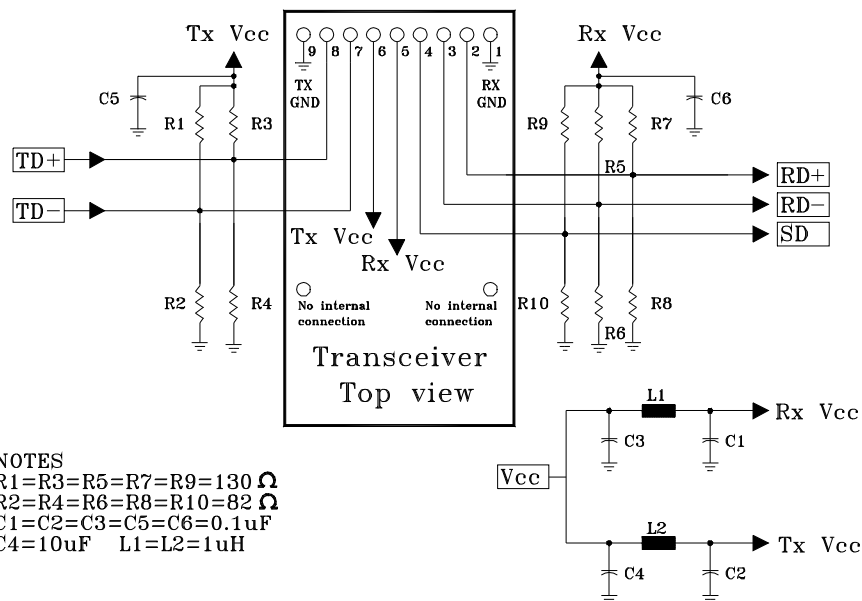 Tx Vcc
Rx Vcc
9 8 7 6 5 4 3 2 1
TX
GND
RX
GND
C5
R1
R3
R9
R7
C6
TD+
R5
RD+
TD-
RD-
Tx Vcc
SD
Rx Vcc
R2
R4
No internal
connection
No internal
connection
R10
R8
R6
Transceiver
Top view
L1
Rx Vcc
C3
C1
Vcc
L2
Tx Vcc
C4
C2
NOTES
R1=R3=R5=R7=R9=130 Ω
R2=R4=R6=R8=R10=82 Ω
C1=C2=C3=C5=C6=0.1uF
C4=10uF L1=L2=1uH